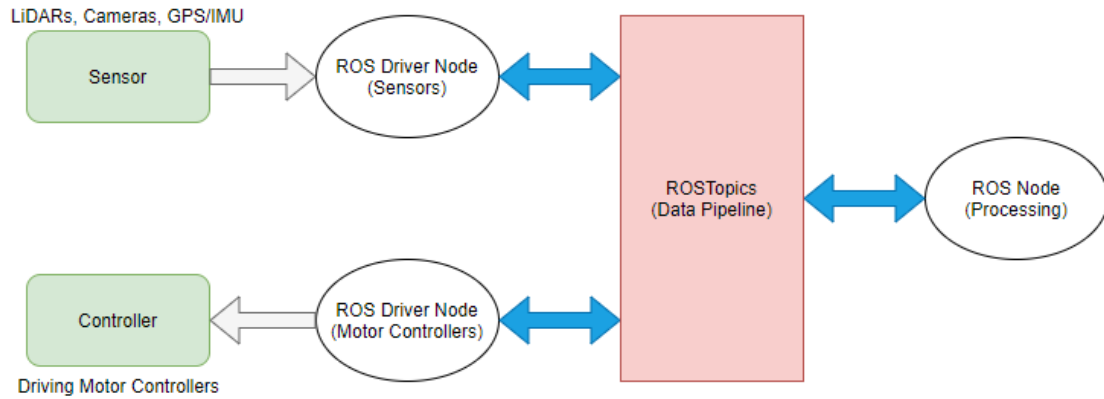 LiDARs, Cameras, GPS/IMU
Sensor
ROS Driver Node
(Sensors)
ROSTopics
(Data Pipeline)
ROS Node
(Processing)
Controller
ROS Driver Node
(Motor Controllers)
Driving Motor Controllers